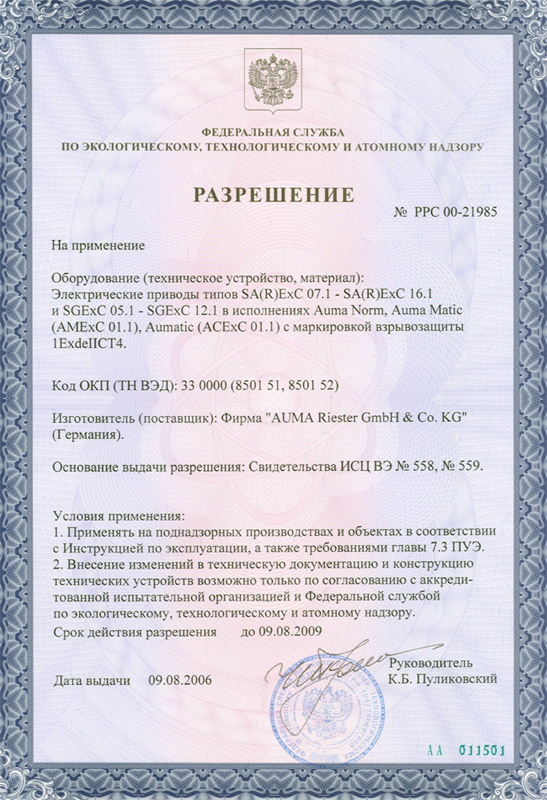 ФЕДЕРАЛЬНАЯ СЛУЖБА
ПО ЭКОЛОГИЧЕСКОМУ, ТЕХНОЛОГИЧЕСКОМУ И АТОМНОМУ НАДЗОРУ
РАЗРЕШЕНИЕ
№ РРС 00-21985
На применение
Оборудование (техническое устройство, материал):
Электрические приводы типов SA(R)ExC 07.1 - SA(R)ExC 16.1
и SGExC 05.1 - SGExC 12.1 в исполнениях Auma Norm, Auma Matic
(AMExC 01.1), Aumatic (ACExC 01.1) с маркировкой взрывозащиты
1ExdeIICT4.
Код ОКП (ТН ВЭД): 33 0000 (8501 51, 8501 52)
Изготовитель (поставщик): Фирма "AUMA Riester GmbH & Co. KG"
(Германия).
Основание выдачи разрешения: Свидетельства ИСЦ ВЭ № 558, № 559.
Условия применения:
1. Применять на поднадзорных производствах и объектах в соответствии
с Инструкцией по эксплуатации, а также требованиями главы 7.3 ПУЭ.
2. Внесение изменений в техническую документацию и конструкцию
технических устройств возможно только по согласованию с аккреди-
тованной испытательной организацией и Федеральной службой
по экологическому, технологическому и атомному надзору.
Срок действия разрешения до 09.08.2009
Руководитель
Дата выдачи 09.08.2006 К.Б. Пуликовский
АА 011501